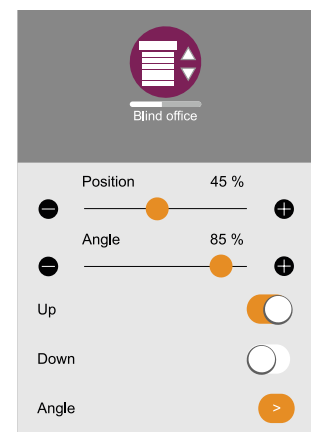 Blind office
Position 45 %
Angle 85 %
Up
Down
Angle >